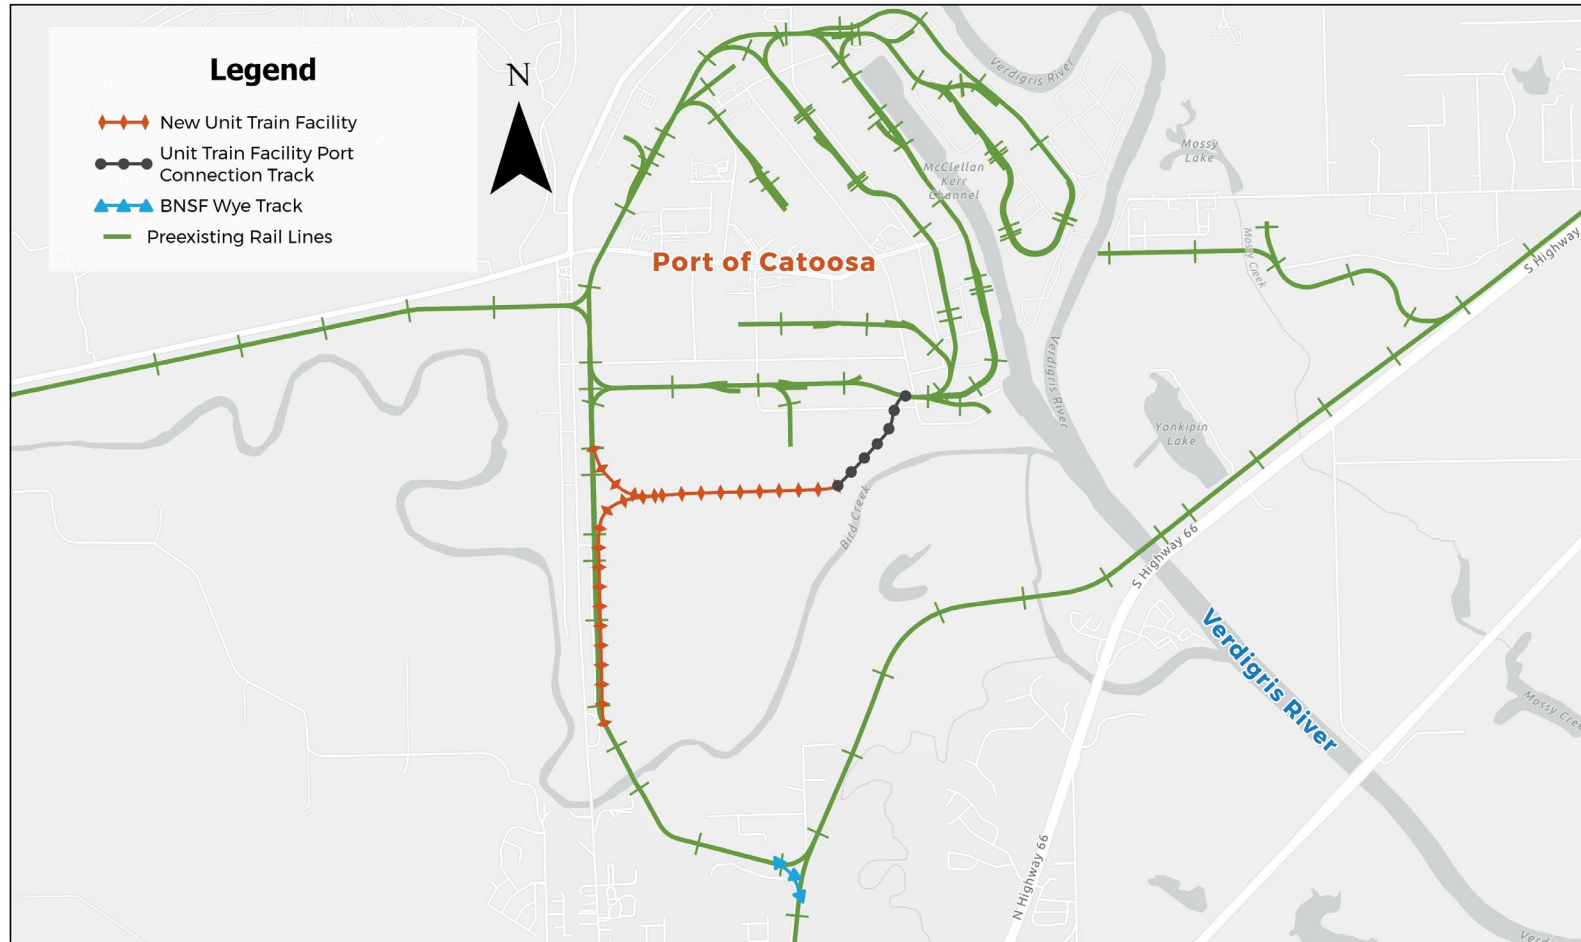 Legend
New Unit Train Facility
Unit Train Facility Port
Connection Track
BNSF Wye Track
Preexisting Rail Lines
N
Verdigris River
Mossy
Lake
McClellan
Kerr
Channel
Port of Catoosa
Mossy Creek
S Highway
Verdigris River
Yonkipin
Lake
Bird Creek
S Highway 66
Verdigris River
Mossy Cree
N Highway 66
Verdi